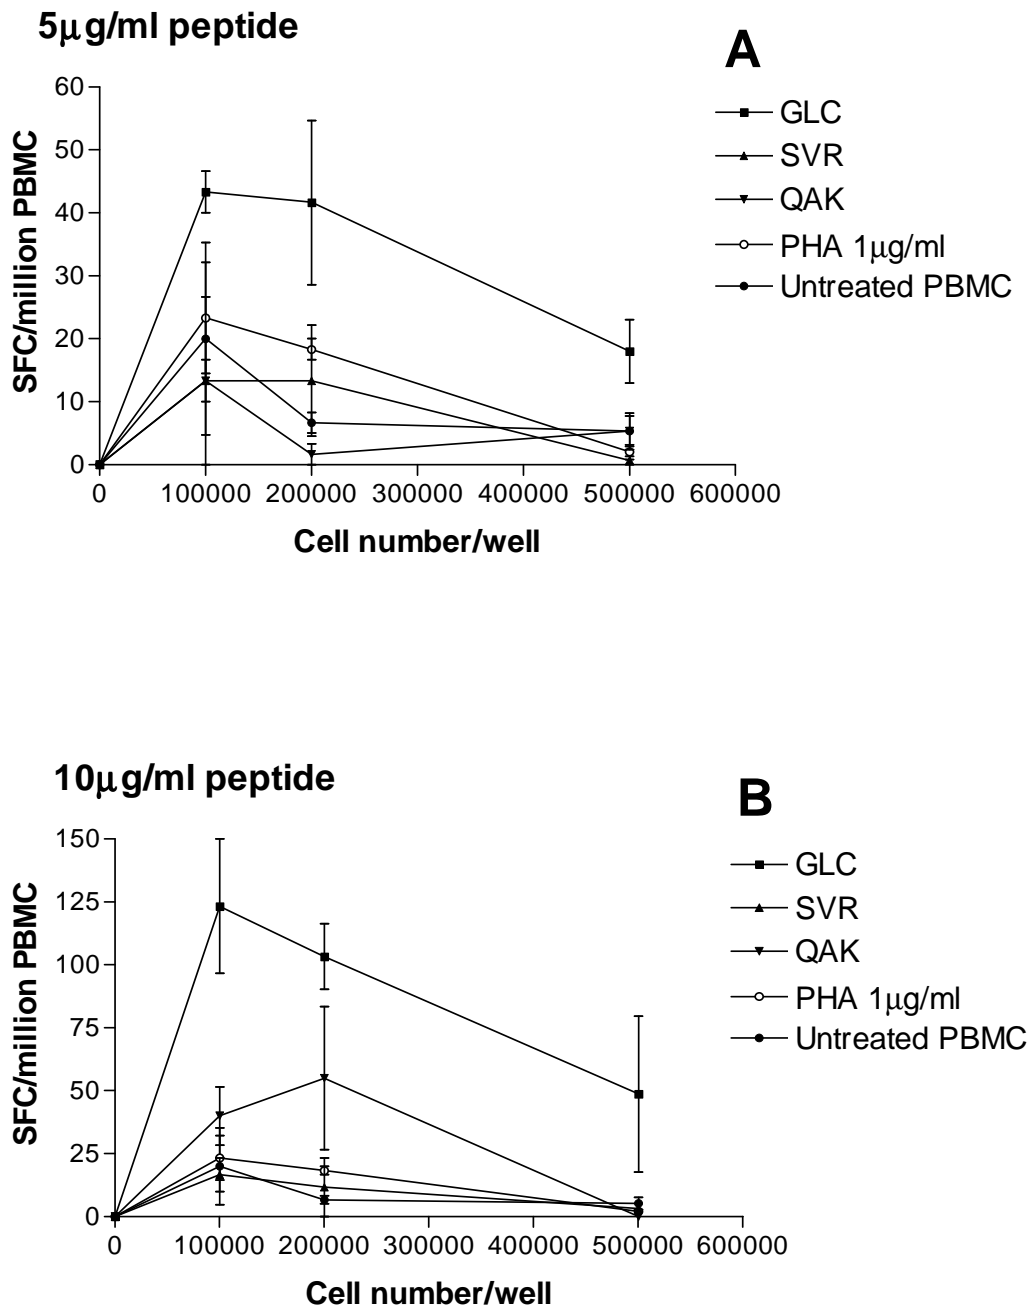 5μg/ml peptide
A
60
50
40
30
20
10
0
SFC/million PBMC
0 100000 200000 300000 400000 500000 600000
Cell number/well
GLC
SVR
QAK
PHA 1μg/ml
Untreated PBMC
10μg/ml peptide
B
150
125
100
75
50
25
0
SFC/million PBMC
0 100000 200000 300000 400000 500000 600000
Cell number/well
GLC
SVR
QAK
PHA 1μg/ml
Untreated PBMC